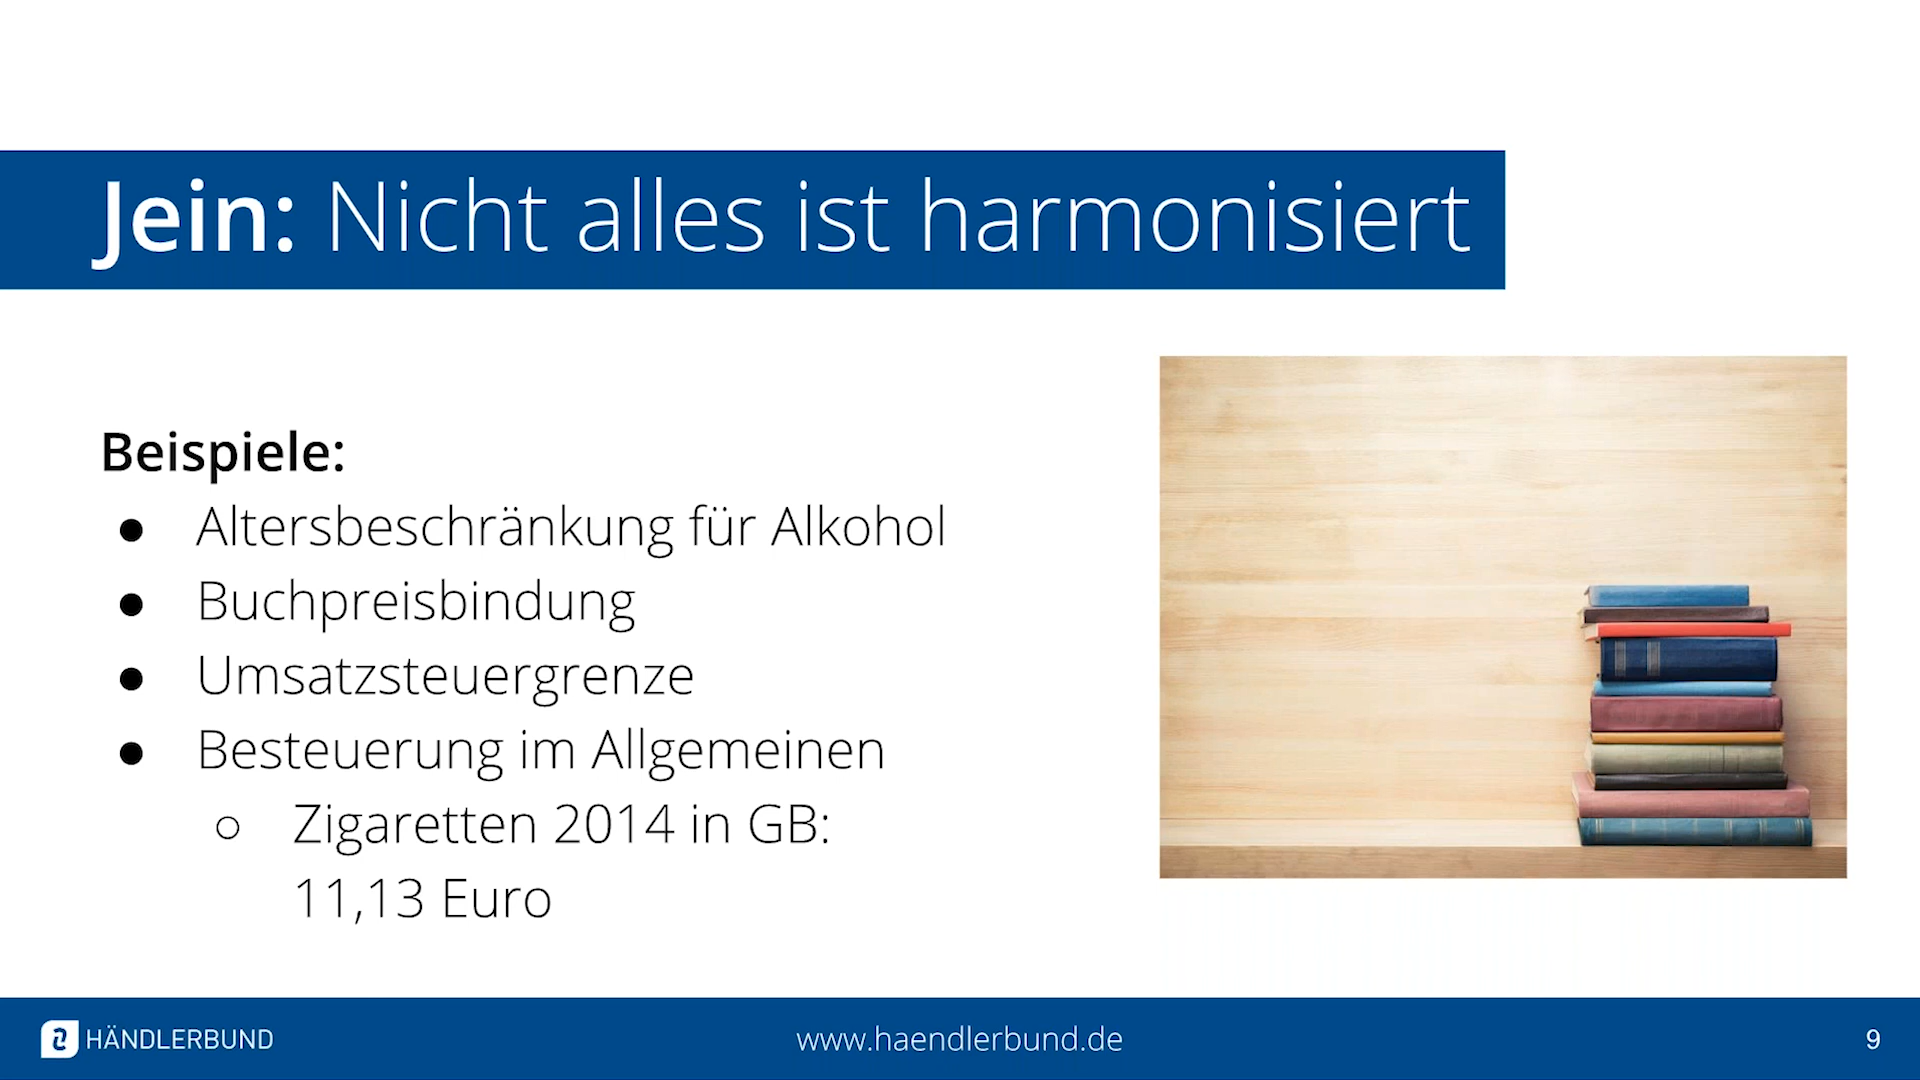 Jein: Nicht alles ist harmonisiert
Beispiele:
● Altersbeschränkung für Alkohol
● Buchpreisbindung
● Umsatzsteuergrenze
● Besteuerung im Allgemeinen
○ Zigaretten 2014 in GB:
11,13 Euro
HÄNDLERBUND
www.haendlerbund.de
9